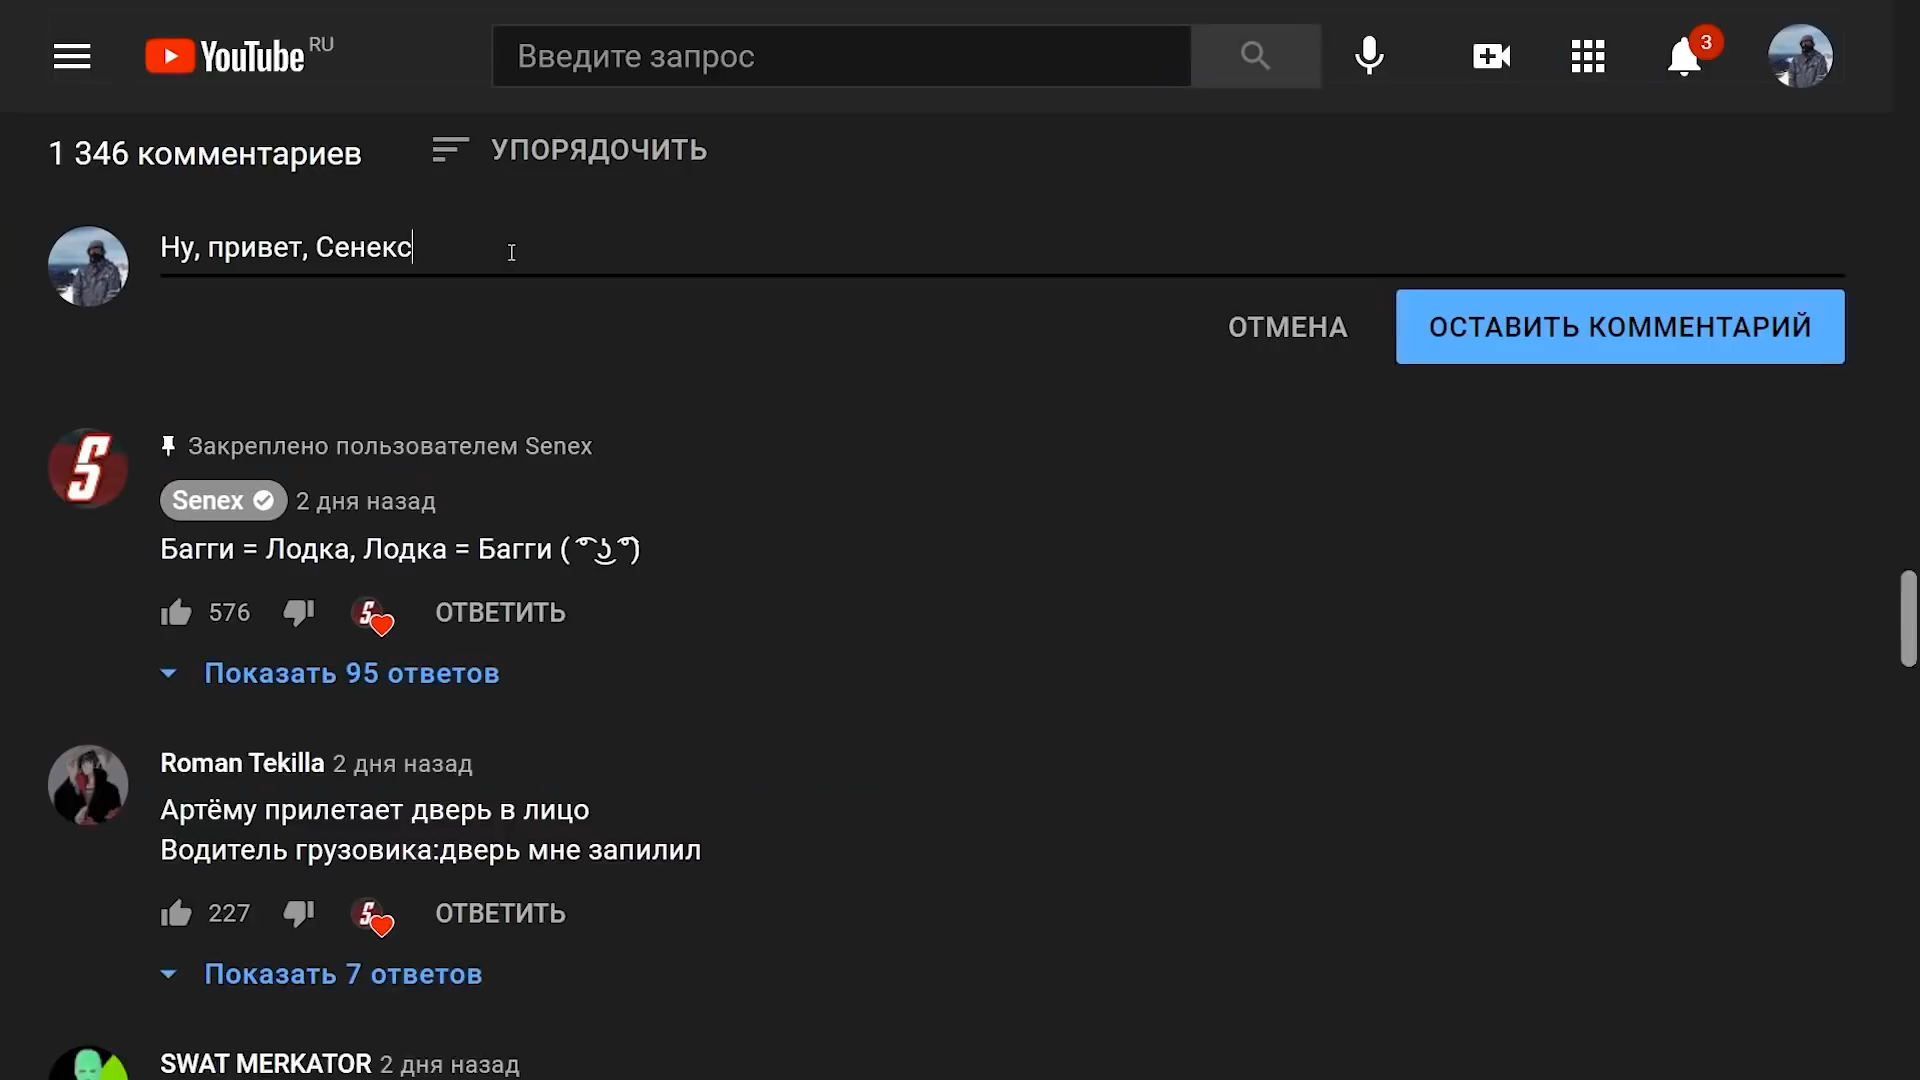 YouTube RU
Введите запрос
3
1 346 комментариев
УПОРЯДОЧИТЬ
Ну, привет, Сенекс
ОТМЕНА
ОСТАВИТЬ КОММЕНТАРИЙ
Закреплено пользователем Senex
Senex 2 дня назад
Багги = Лодка, Лодка = Багги ( ͡° ͜ʖ ͡°)
576
ОТВЕТИТЬ
Показать 95 ответов
Roman Tekilla 2 дня назад
Артёму прилетает дверь в лицо
Водитель грузовика:дверь мне запилил
227
ОТВЕТИТЬ
Показать 7 ответов
SWAT MERKATOR 2 дня назад